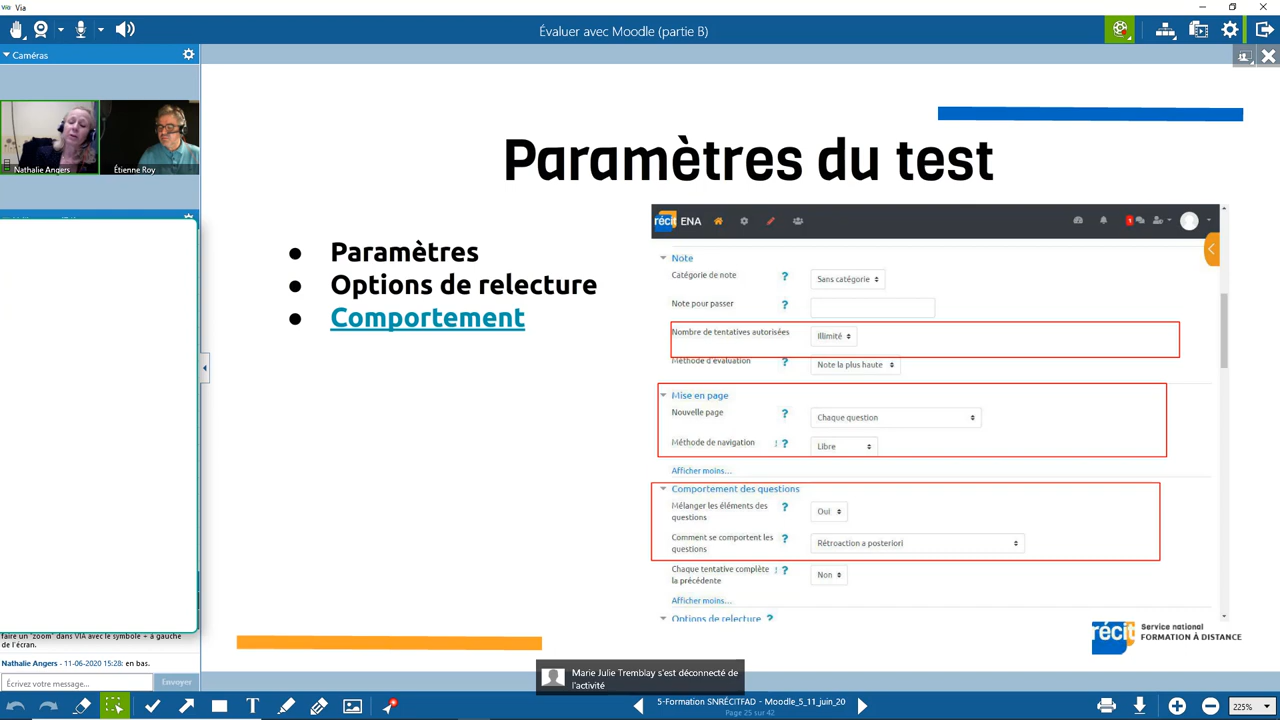 Via
Évaluer avec Moodle (partie B)
Caméras
Nathalie Angers
Étienne Roy
Paramètres du test
● Paramètres
● Options de relecture
● Comportement
récit ENA
1
Note
Catégorie de note ? Sans catégorie
Note pour passer ?
Nombre de tentatives autorisées Illimité
Méthode d'évaluation ? Note la plus haute
Mise en page
Nouvelle page ? Chaque question
Méthode de navigation ! ? Libre
Afficher moins...
Comportement des questions
Mélanger les éléments des
questions ? Oui
Comment se comportent les
questions ? Rétroaction a posteriori
Chaque tentative complète
la précédente ! ? Non
Afficher moins...
Options de relecture ?
récit Service national
FORMATION À DISTANCE
faire un "zoom" dans VIA avec le symbole + à gauche
de l'écran.
Nathalie Angers - 11-06-2020 15:28: en bas.
Écrivez votre message...
Envoyer
Marie Julie Tremblay s'est déconnecté de
l'activité
5-Formation SNRÉCITFAD - Moodle_5_11_juin_20
Page 25 sur 42
225%